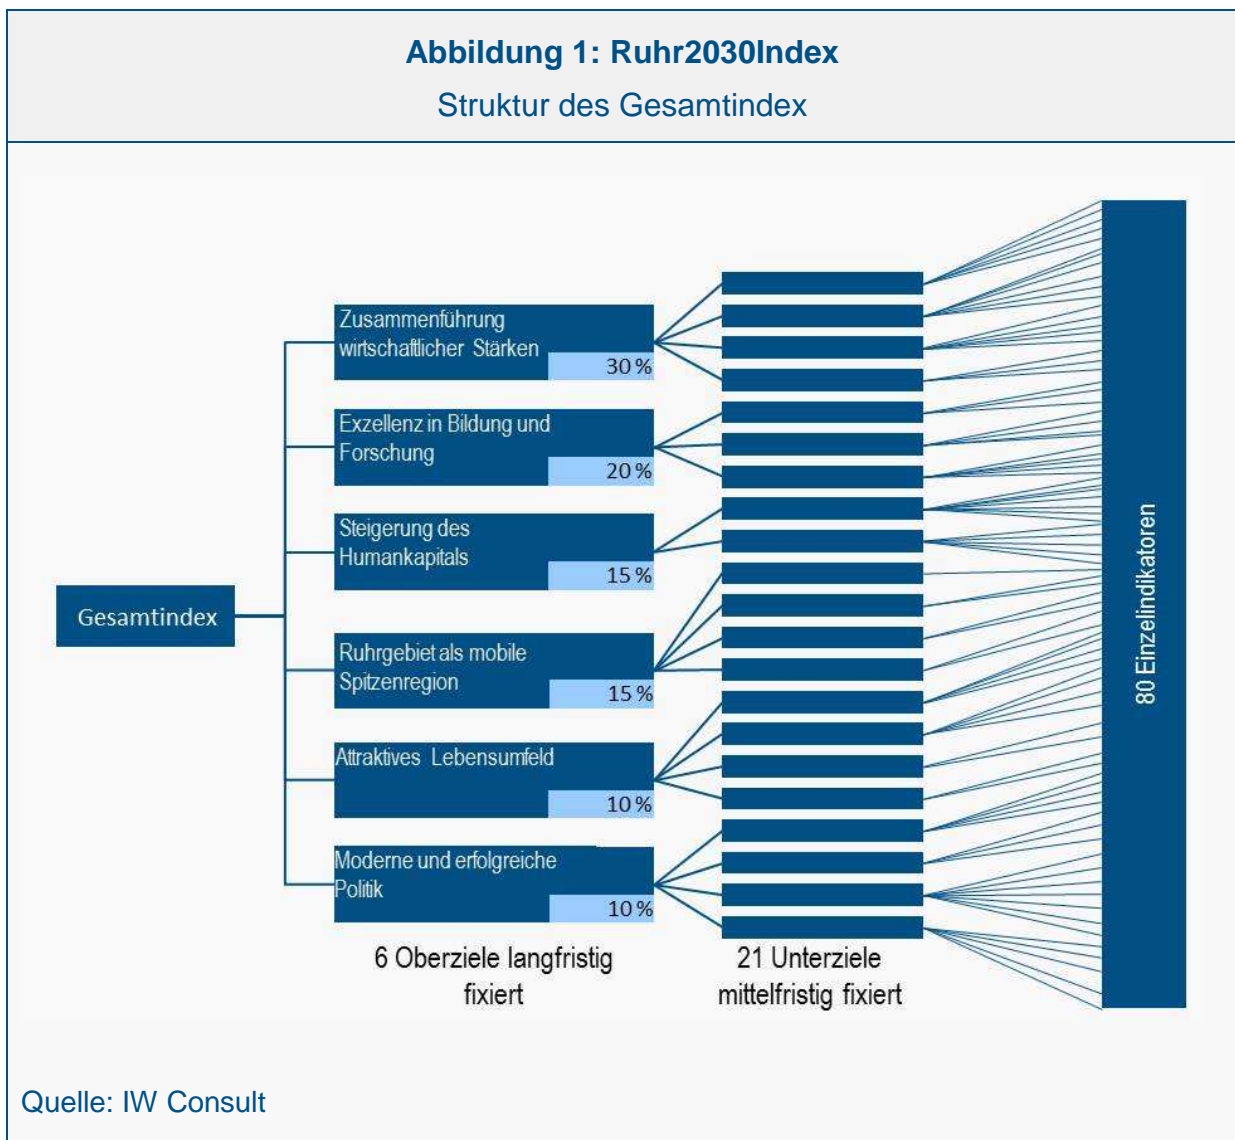 Abbildung 1: Ruhr2030Index
Struktur des Gesamtindex
Gesamtindex
Zusammenführung
wirtschaftlicher Stärken
30 %
Exzellenz in Bildung und
Forschung
20 %
Steigerung des
Humankapitals
15 %
Ruhrgebiet als mobile
Spitzenregion
15 %
Attraktives Lebensumfeld
10 %
Moderne und erfolgreiche
Politik
10 %
6 Oberziele langfristig
fixiert
21 Unterziele
mittelfristig fixiert
80 Einzelindikatoren
Quelle: IW Consult